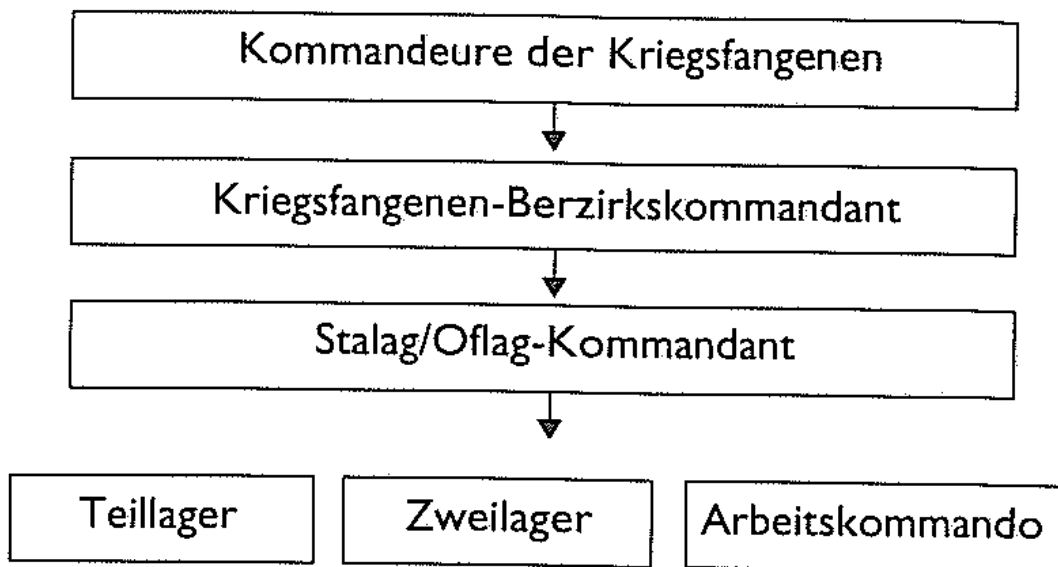 Kommandeure der Kriegsfangenen
Kriegsfangenen-Berzirkskommandant
Stalag/Oflag-Kommandant
Teillager
Zweilager
Arbeitskommando